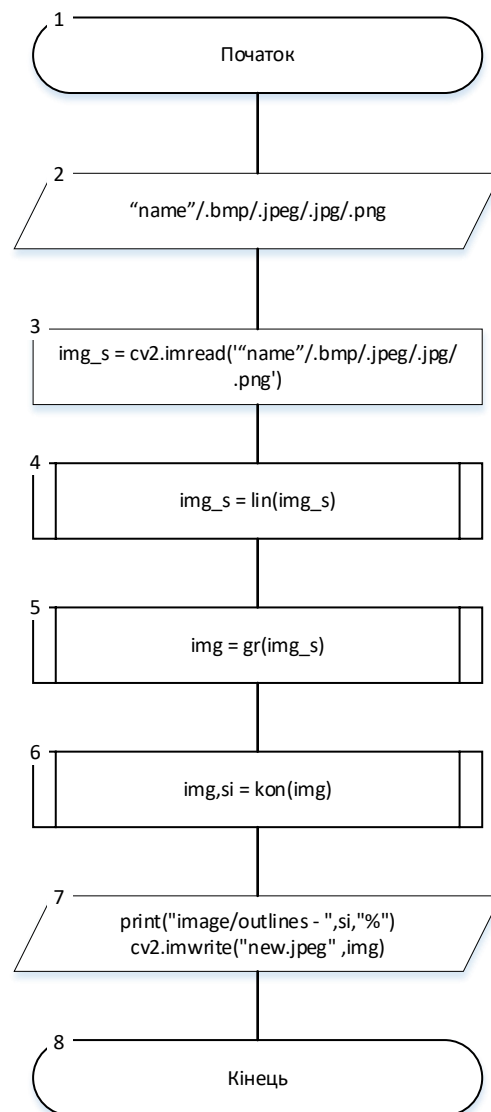 1
Початок
2
“name”/.bmp/.jpeg/.jpg/.png
3
img_s = cv2.imread('“name”/.bmp/.jpeg/.jpg/
.png')
4
img_s = lin(img_s)
5
img = gr(img_s)
6
img,si = kon(img)
7
print("image/outlines - ",si,"%")
cv2.imwrite("new.jpeg" ,img)
8
Кінець